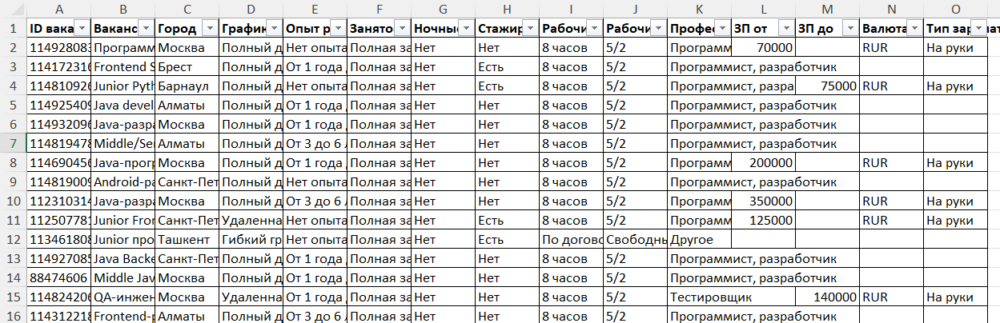 A B C D E F G H I J K L M N O
1 ID вака Ваканс Город График Опыт р Занято Ночные Стажир Рабочи Рабочи Профес ЗП от ЗП до Валюта Тип зар лат
2 114928083 Программ Москва Полный д Нет опыта Полная за Нет Нет 8 часов 5/2 Программ 70000 RUR На руки
3 114172316 Frontend S Брест Полный д От 1 года Полная за Нет Есть 8 часов 5/2 Программист, разработчик
4 114810926 Junior Pyth Барнаул Полный д Нет опыта Полная за Нет Есть 8 часов 5/2 Программист, разра 75000 RUR На руки
5 114925409 Java devel Алматы Полный д От 1 года Полная за Нет Нет 8 часов 5/2 Программист, разработчик
6 114932096 Java-разра Москва Полный д От 1 года Полная за Нет Нет 8 часов 5/2 Программист, разработчик
7 114819478 Middle/Se Алматы Полный д От 3 до 6 Полная за Нет Нет 8 часов 5/2 Программист, разработчик
8 114690456 Java-прогр Москва Полный д От 1 года Полная за Нет Нет 8 часов 5/2 Программ 200000 RUR На руки
9 114819009 Android-ра Санкт-Пет Полный д От 1 года Полная за Нет Нет 8 часов 5/2 Программист, разработчик
10 112310314 Java-разра Москва Полный д От 3 до 6 Полная за Нет Нет 8 часов 5/2 Программ 350000 RUR На руки
11 112507781 Junior Fron Санкт-Пет Удаленна Нет опыта Полная за Нет Есть 8 часов 5/2 Программ 125000 RUR На руки
12 113461808 Junior про Ташкент Гибкий гр Нет опыта Полная за Нет Есть По догово Свободны Другое
13 114927085 Java Backe Санкт-Пет Полный д От 1 года Полная за Нет Нет 8 часов 5/2 Программист, разработчик
14 88474606 Middle Jav Москва Полный д От 1 года Полная за Нет Нет 8 часов 5/2 Программист, разработчик
15 114824206 QA-инжен Москва Удаленна От 1 года Полная за Нет Нет 8 часов 5/2 Тестировщик 140000 RUR На руки
16 114312218 Frontend-р Алматы Полный д От 3 до 6 Полная за Нет Нет 8 часов 5/2 Программист, разработчик